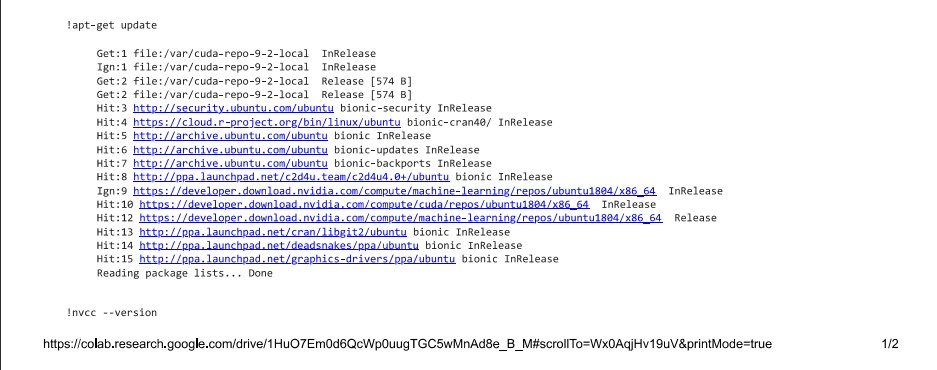 !apt-get update
Get:1 file:/var/cuda-repo-9-2-local  InRelease
Ign:1 file:/var/cuda-repo-9-2-local  InRelease
Get:2 file:/var/cuda-repo-9-2-local  Release [574 B]
Get:2 file:/var/cuda-repo-9-2-local  Release [574 B]
Hit:3 http://security.ubuntu.com/ubuntu bionic-security InRelease
Hit:4 https://cloud.r-project.org/bin/linux/ubuntu bionic-cran40/ InRelease
Hit:5 http://archive.ubuntu.com/ubuntu bionic InRelease
Hit:6 http://archive.ubuntu.com/ubuntu bionic-updates InRelease
Hit:7 http://archive.ubuntu.com/ubuntu bionic-backports InRelease
Hit:8 http://ppa.launchpad.net/c2d4u.team/c2d4u4.0+/ubuntu bionic InRelease
Ign:9 https://developer.download.nvidia.com/compute/machine-learning/repos/ubuntu1804/x86_64  InRelease
Hit:10 https://developer.download.nvidia.com/compute/cuda/repos/ubuntu1804/x86_64  InRelease
Hit:12 https://developer.download.nvidia.com/compute/machine-learning/repos/ubuntu1804/x86_64  Release
Hit:13 http://ppa.launchpad.net/cran/libgit2/ubuntu bionic InRelease
Hit:14 http://ppa.launchpad.net/deadsnakes/ppa/ubuntu bionic InRelease
Hit:15 http://ppa.launchpad.net/graphics-drivers/ppa/ubuntu bionic InRelease
Reading package lists... Done
!nvcc --version
https://colab.research.google.com/drive/1HuO7Em0d6QcWp0uugTGC5wMnAd8e_B_M#scrollTo=Wx0AqjHv19uV&printMode=true 1/2